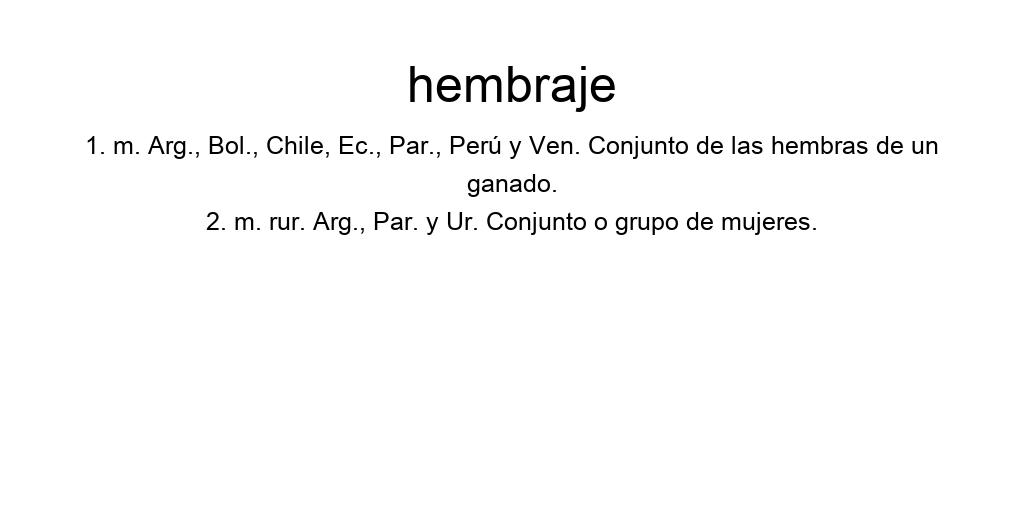 hembraje
1. m. Arg., Bol., Chile, Ec., Par., Perú y Ven. Conjunto de las hembras de un
ganado.
2. m. rur. Arg., Par. y Ur. Conjunto o grupo de mujeres.